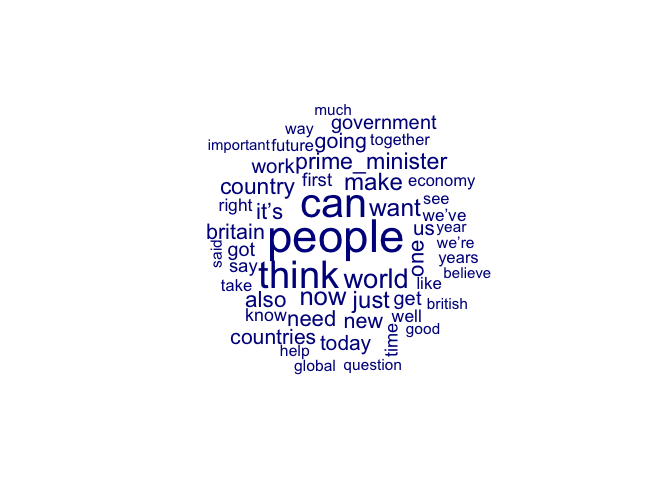 much
way government
important future going together
work prime_minister
country first make economy
right it’s can want see
we’ve
britain people us year
said got one we’re
say think world years
take like believe
also now just get british
know need new well
countries today time good
help
global question